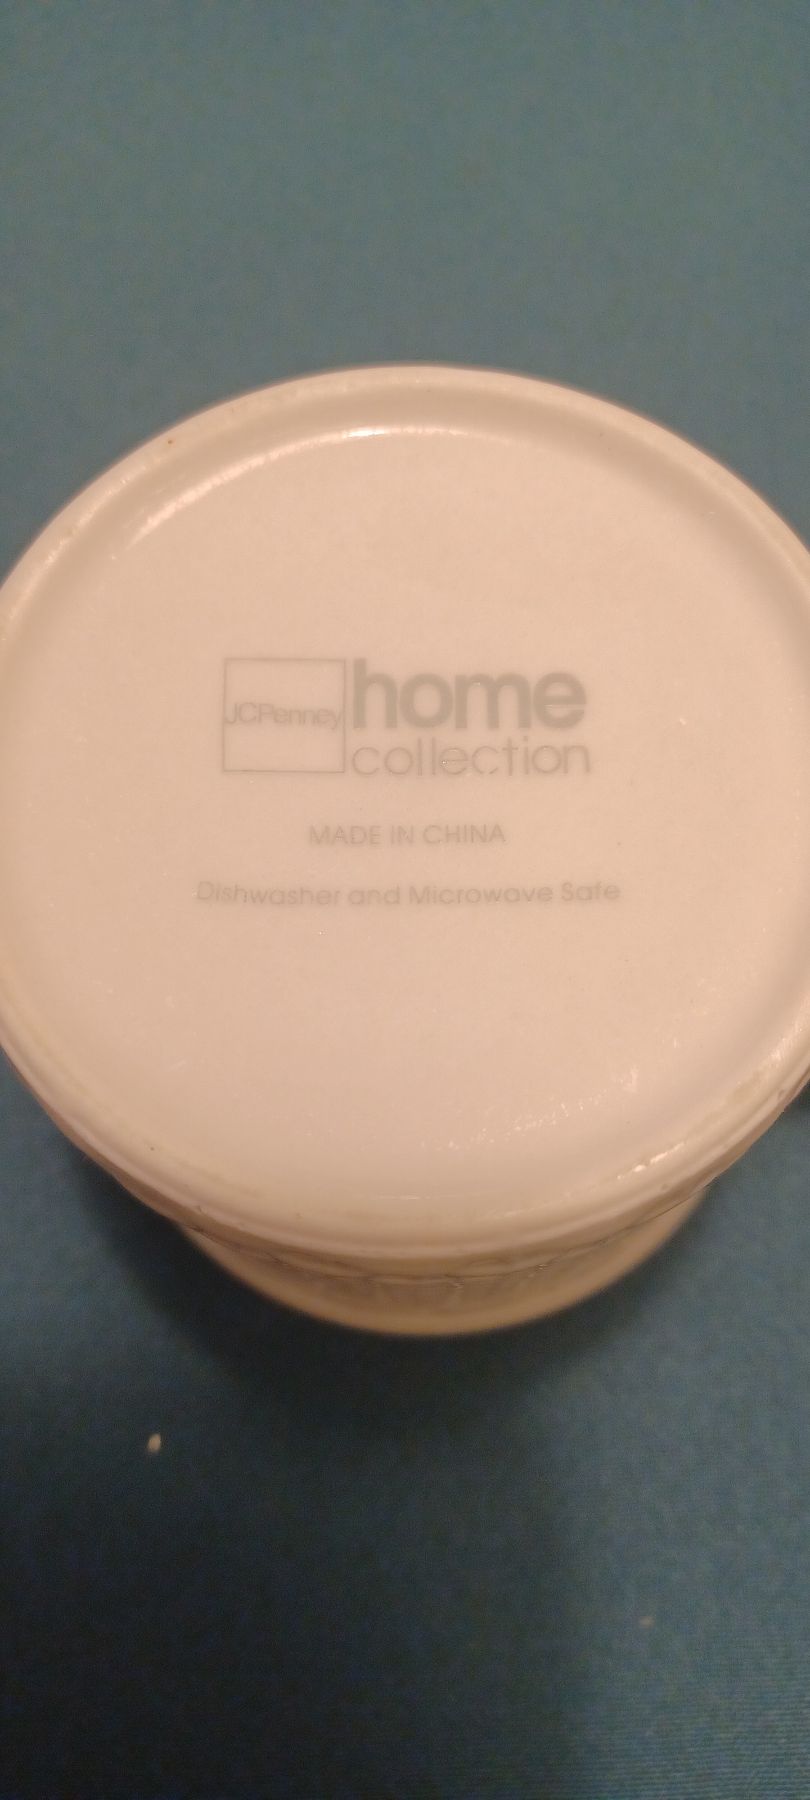 JCPenney home
collection
MADE IN CHINA
Dishwasher and Microwave Safe